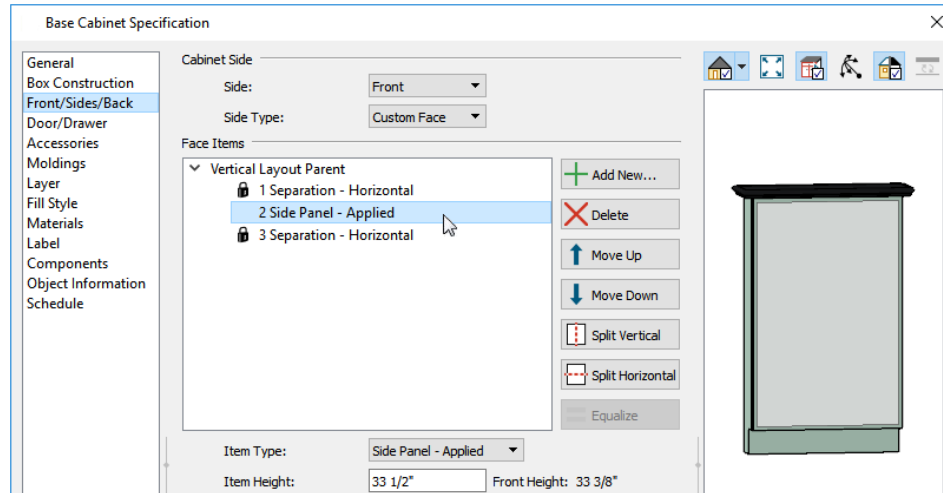 Base Cabinet Specification
General
Box Construction
Front/Sides/Back
Door/Drawer
Accessories
Moldings
Layer
Fill Style
Materials
Label
Components
Object Information
Schedule
Cabinet Side
Side: Front
Side Type: Custom Face
Face Items
Vertical Layout Parent
1 Separation - Horizontal
2 Side Panel - Applied
3 Separation - Horizontal
Add New...
Delete
Move Up
Move Down
Split Vertical
Split Horizontal
Equalize
Item Type: Side Panel - Applied
Item Height: 33 1/2" Front Height: 33 3/8"